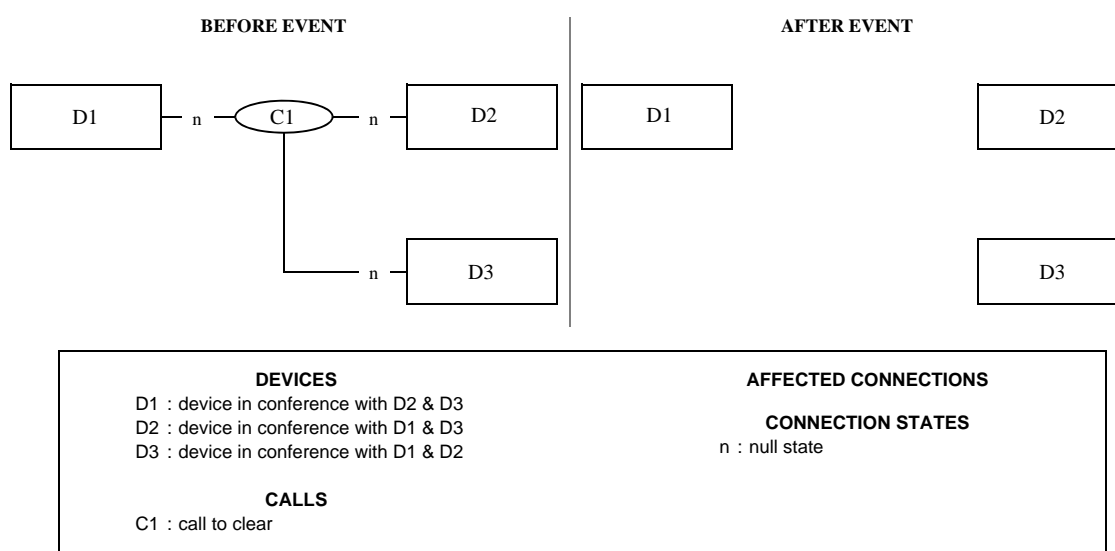 BEFORE EVENT
AFTER EVENT
D1 n C1 n D2
D1 D2
n D3
D3
DEVICES
D1 : device in conference with D2 & D3
D2 : device in conference with D1 & D3
D3 : device in conference with D1 & D2
CALLS
C1 : call to clear
AFFECTED CONNECTIONS
CONNECTION STATES
n : null state